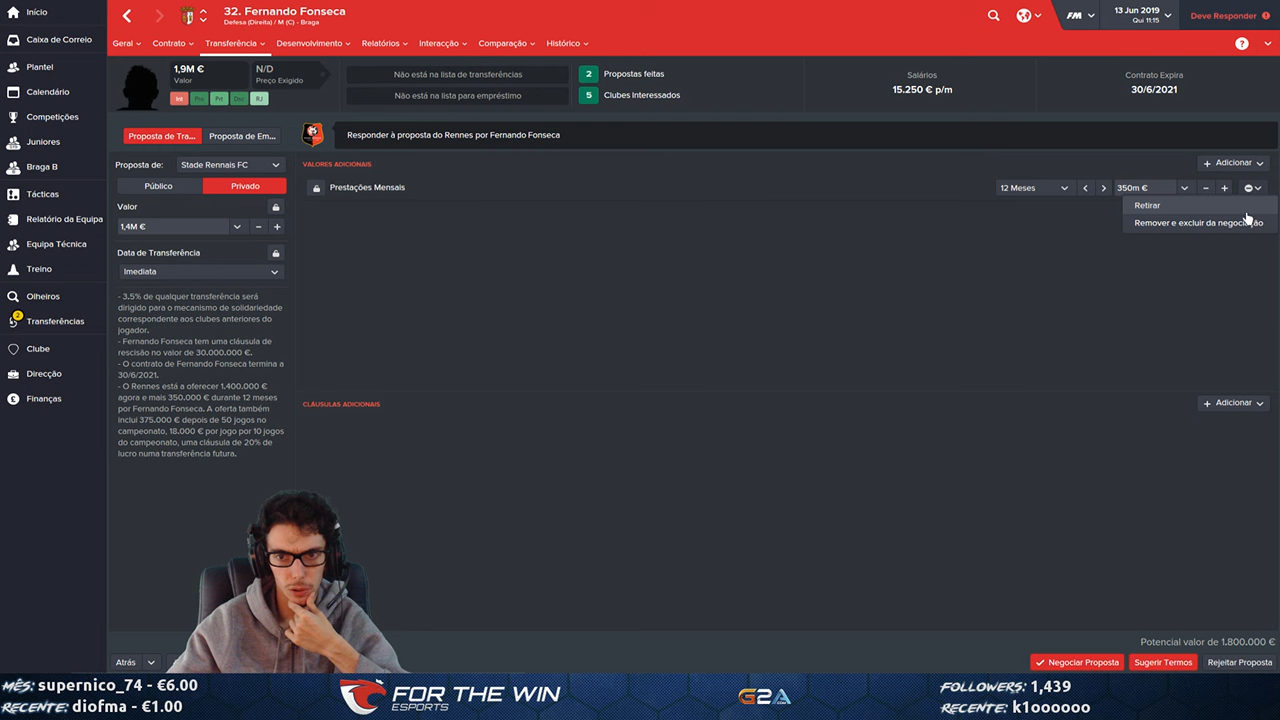 Início
32. Fernando Fonseca
Defesa (Direita) / M (C) - Braga
FM
13 Jun 2019
Qui 11:15
Deve Responder
Caixa de Correio
Geral
Contrato
Transferência
Desenvolvimento
Relatórios
Interacção
Comparação
Histórico
Plantel
Calendário
Competições
Juniores
Braga B
Tácticas
Relatório da Equipa
Equipa Técnica
Treino
Olheiros
2
Transferências
Clube
Direcção
Finanças
1,9M €
Valor
N/D
Preço Exigido
Int
Prt
RJ
Não está na lista de transferências
Não está na lista para empréstimo
2 Propostas feitas
5 Clubes Interessados
Salários
15.250 € p/m
Contrato Expira
30/6/2021
Proposta de Tra...
Proposta de Em...
Responder à proposta do Rennes por Fernando Fonseca
Proposta de:
Stade Rennais FC
Público
Privado
Valor
1,4M €
Data de Transferência
Imediata
- 3.5% de qualquer transferência será
dirigido para o mecanismo de solidariedade
correspondente aos clubes anteriores do
jogador.
- Fernando Fonseca tem uma cláusula de
rescisão no valor de 30.000.000 €.
- O contrato de Fernando Fonseca termina a
30/6/2021.
- O Rennes está a oferecer 1.400.000 €
agora e mais 350.000 € durante 12 meses
por Fernando Fonseca. A oferta também
inclui 375.000 € depois de 50 jogos no
campeonato, 18.000 € por jogo por 10 jogos
do campeonato, uma cláusula de 20% de
lucro numa transferência futura.
VALORES ADICIONAIS
Adicionar
Prestações Mensais
12 Meses
350m €
Retirar
Remover e excluir da negociação
CLÁUSULAS ADICIONAIS
Adicionar
Potencial valor de 1.800.000 €
Atrás
Negociar Proposta
Sugerir Termos
Rejeitar Proposta
MÊS: supernico_74 - €6.00
RECENTE: diofma - €1.00
FOR THE WIN
ESPORTS
G2A
.COM
FOLLOWERS: 1,439
RECENTE: k1oooooo